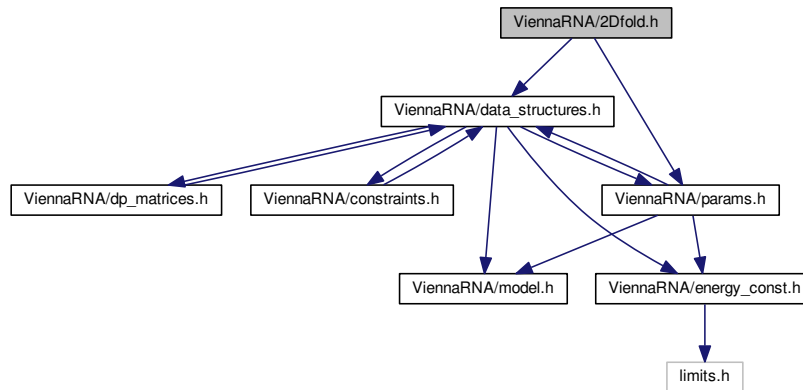 ViennaRNA/2Dfold.h
ViennaRNA/data_structures.h
ViennaRNA/dp_matrices.h
ViennaRNA/constraints.h
ViennaRNA/params.h
ViennaRNA/model.h
ViennaRNA/energy_const.h
limits.h